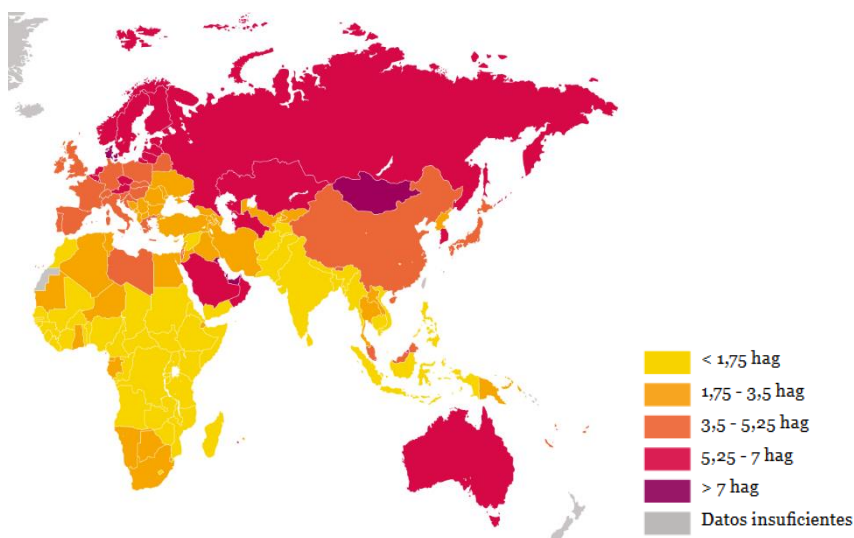 < 1,75 hag
1,75 - 3,5 hag
3,5 - 5,25 hag
5,25 - 7 hag
> 7 hag
Datos insuficientes